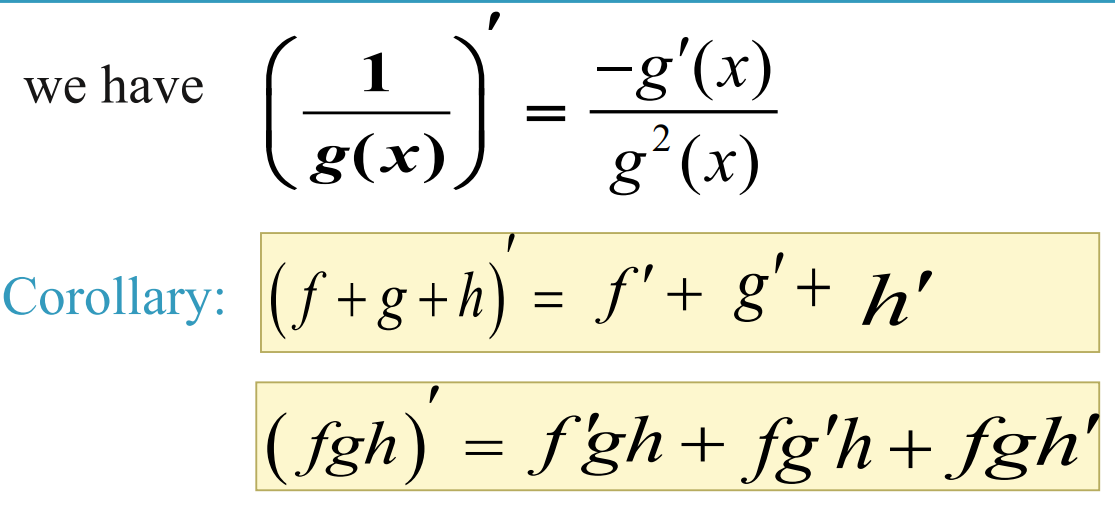 we have (1/g(x))′ = −g′(x)/g²(x)
Corollary: (f + g + h)′ = f′ + g′ + h′
(fgh)′ = f′gh + fg′h + fgh′